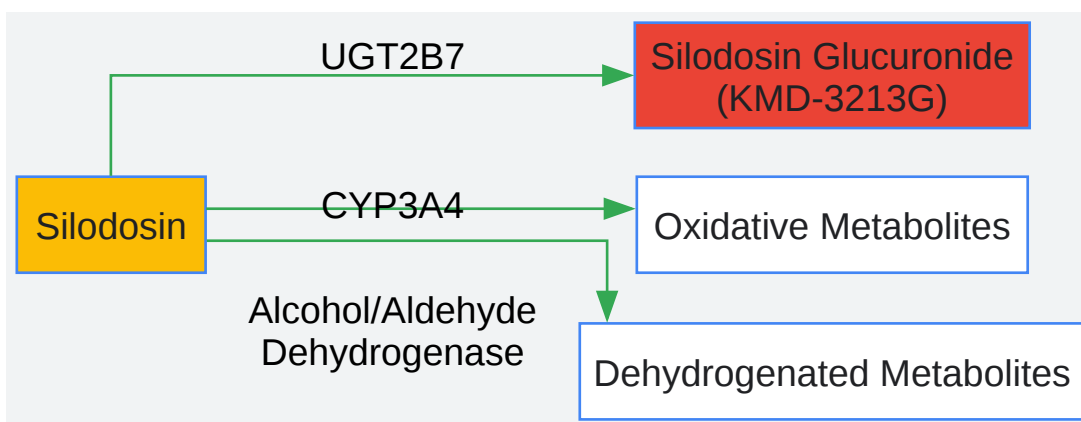 UGT2B7
Silodosin Glucuronide
(KMD-3213G)
Silodosin
CYP3A4
Oxidative Metabolites
Alcohol/Aldehyde
Dehydrogenase
Dehydrogenated Metabolites